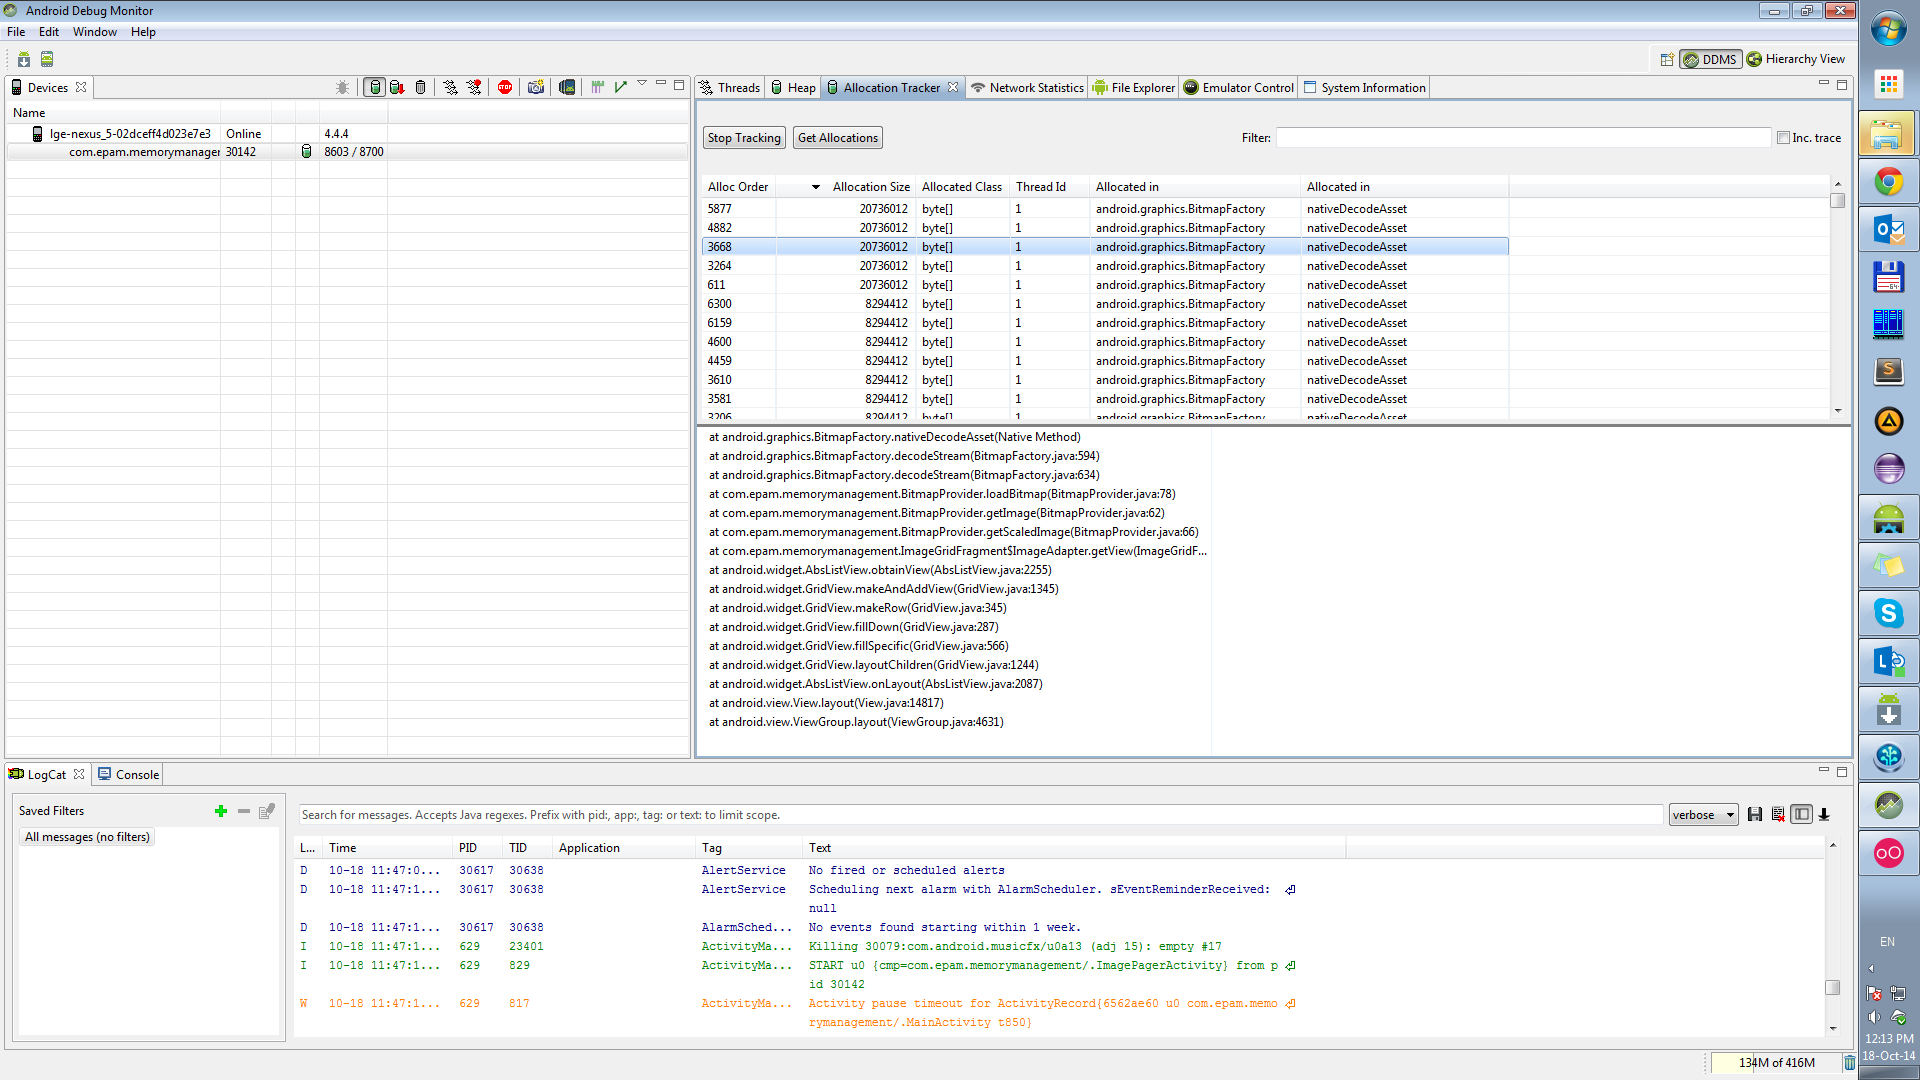 Android Debug Monitor
File Edit Window Help
DDMS Hierarchy View
Devices
Name
lge-nexus_5-02dceff4d023e7e3 Online 4.4.4
com.epam.memorymanager 30142 8603 / 8700
Threads Heap Allocation Tracker Network Statistics File Explorer Emulator Control System Information
Stop Tracking Get Allocations Filter: Inc. trace
Alloc Order Allocation Size Allocated Class Thread Id Allocated in Allocated in
5877 20736012 byte[] 1 android.graphics.BitmapFactory nativeDecodeAsset
4882 20736012 byte[] 1 android.graphics.BitmapFactory nativeDecodeAsset
3668 20736012 byte[] 1 android.graphics.BitmapFactory nativeDecodeAsset
3264 20736012 byte[] 1 android.graphics.BitmapFactory nativeDecodeAsset
611 20736012 byte[] 1 android.graphics.BitmapFactory nativeDecodeAsset
6300 8294412 byte[] 1 android.graphics.BitmapFactory nativeDecodeAsset
6159 8294412 byte[] 1 android.graphics.BitmapFactory nativeDecodeAsset
4600 8294412 byte[] 1 android.graphics.BitmapFactory nativeDecodeAsset
4459 8294412 byte[] 1 android.graphics.BitmapFactory nativeDecodeAsset
3610 8294412 byte[] 1 android.graphics.BitmapFactory nativeDecodeAsset
3581 8294412 byte[] 1 android.graphics.BitmapFactory nativeDecodeAsset
3206 8294412 byte[] 1 android.graphics.BitmapFactory nativeDecodeAsset
at android.graphics.BitmapFactory.nativeDecodeAsset(Native Method)
at android.graphics.BitmapFactory.decodeStream(BitmapFactory.java:594)
at android.graphics.BitmapFactory.decodeStream(BitmapFactory.java:634)
at com.epam.memorymanagement.BitmapProvider.loadBitmap(BitmapProvider.java:78)
at com.epam.memorymanagement.BitmapProvider.getImage(BitmapProvider.java:62)
at com.epam.memorymanagement.BitmapProvider.getScaledImage(BitmapProvider.java:66)
at com.epam.memorymanagement.ImageGridFragment$ImageAdapter.getView(ImageGridF...
at android.widget.AbsListView.obtainView(AbsListView.java:2255)
at android.widget.GridView.makeAndAddView(GridView.java:1345)
at android.widget.GridView.makeRow(GridView.java:345)
at android.widget.GridView.fillDown(GridView.java:287)
at android.widget.GridView.fillSpecific(GridView.java:566)
at android.widget.GridView.layoutChildren(GridView.java:1244)
at android.widget.AbsListView.onLayout(AbsListView.java:2087)
at android.view.View.layout(View.java:14817)
at android.view.ViewGroup.layout(ViewGroup.java:4631)
LogCat Console
Saved Filters
All messages (no filters)
Search for messages. Accepts Java regexes. Prefix with pid:, app:, tag: or text: to limit scope. verbose
L... Time PID TID Application Tag Text
D 10-18 11:47:0... 30617 30638 AlertService No fired or scheduled alerts
D 10-18 11:47:1... 30617 30638 AlertService Scheduling next alarm with AlarmScheduler. sEventReminderReceived:
null
D 10-18 11:47:1... 30617 30638 AlarmSched... No events found starting within 1 week.
I 10-18 11:47:1... 629 23401 ActivityMa... Killing 30079:com.android.musicfx/u0a13 (adj 15): empty #17
I 10-18 11:47:1... 629 829 ActivityMa... START u0 {cmp=com.epam.memorymanagement/.ImagePagerActivity} from p
id 30142
W 10-18 11:47:1... 629 817 ActivityMa... Activity pause timeout for ActivityRecord{6562ae60 u0 com.epam.memo
rymanagement/.MainActivity t850}
134M of 416M
EN
12:13 PM
18-Oct-14